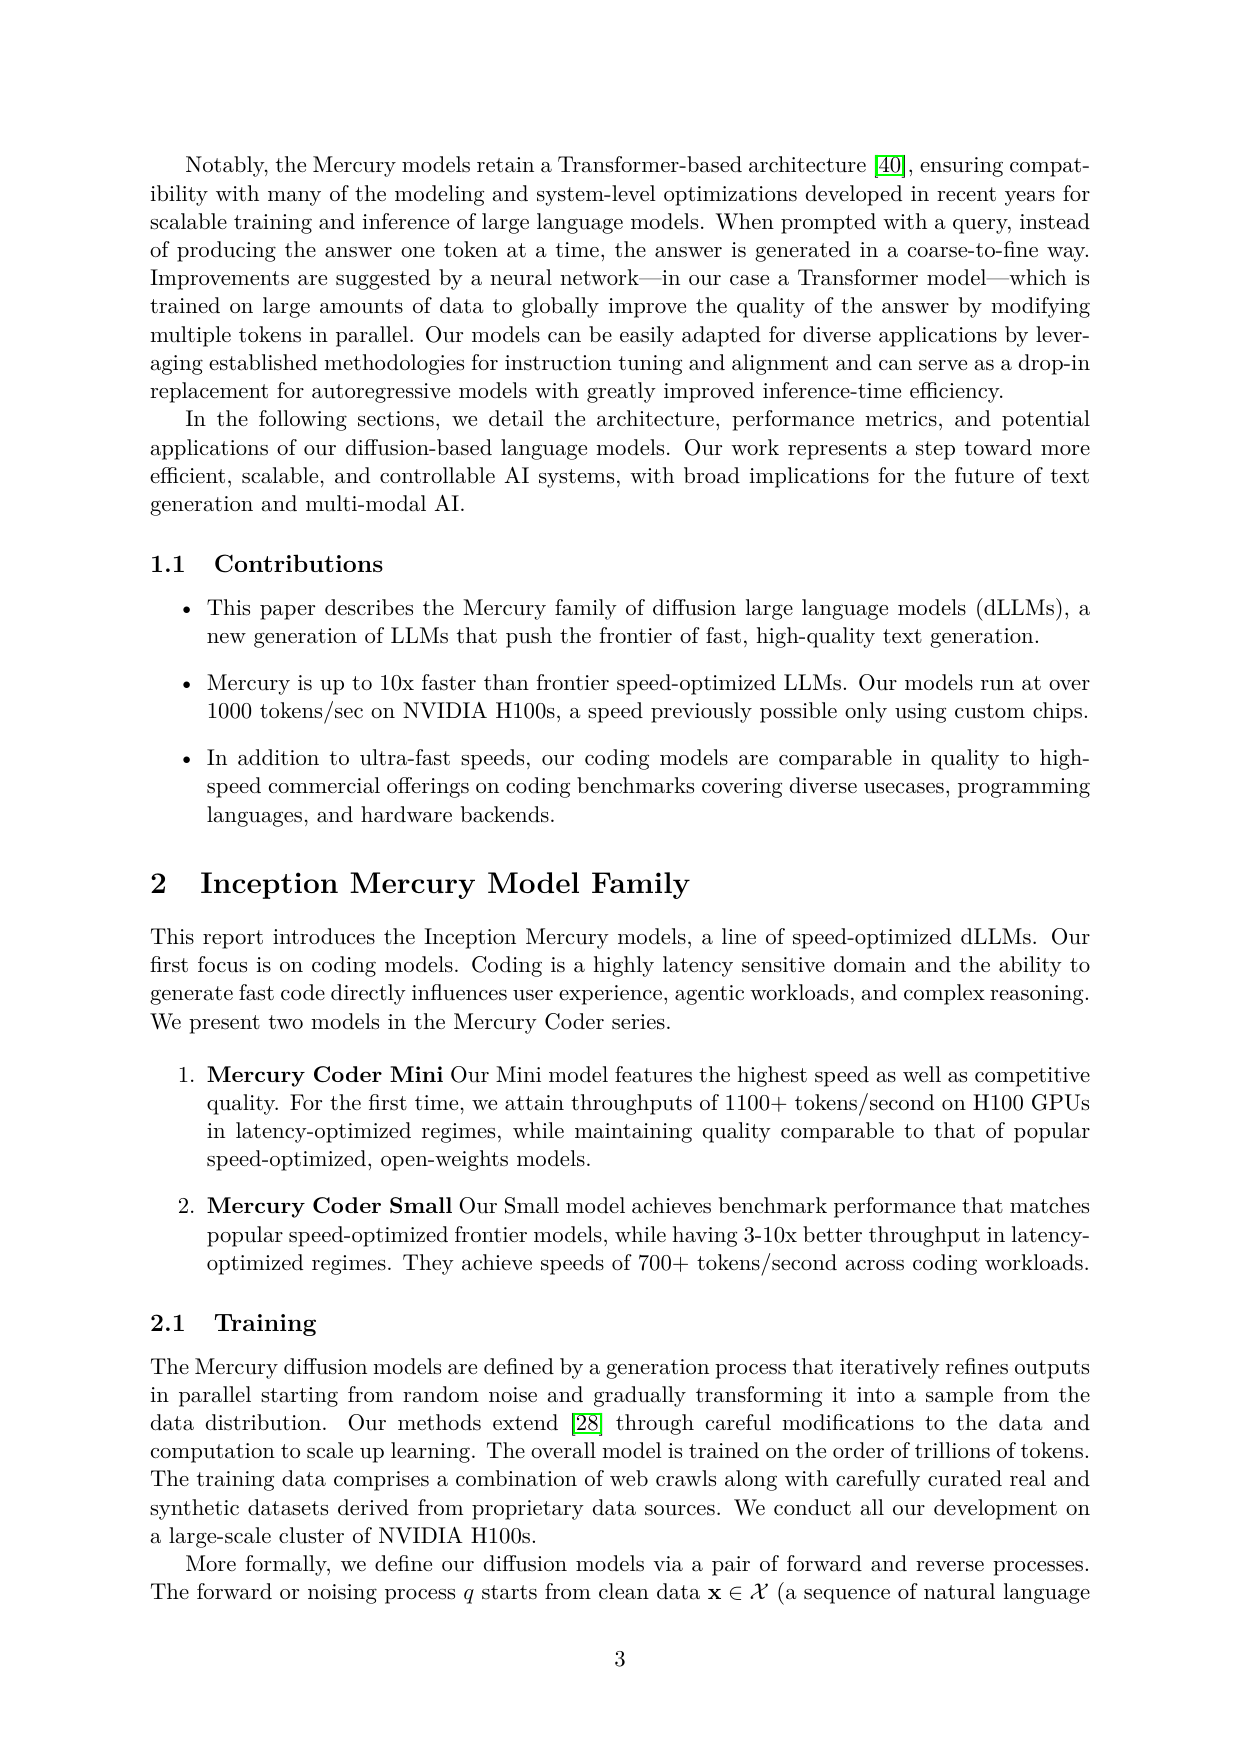 Notably, the Mercury models retain a Transformer-based architecture [40], ensuring compat-
ibility with many of the modeling and system-level optimizations developed in recent years for
scalable training and inference of large language models. When prompted with a query, instead
of producing the answer one token at a time, the answer is generated in a coarse-to-fine way.
Improvements are suggested by a neural network—in our case a Transformer model—which is
trained on large amounts of data to globally improve the quality of the answer by modifying
multiple tokens in parallel. Our models can be easily adapted for diverse applications by lever-
aging established methodologies for instruction tuning and alignment and can serve as a drop-in
replacement for autoregressive models with greatly improved inference-time efficiency.
In the following sections, we detail the architecture, performance metrics, and potential
applications of our diffusion-based language models. Our work represents a step toward more
efficient, scalable, and controllable AI systems, with broad implications for the future of text
generation and multi-modal AI.
1.1 Contributions
• This paper describes the Mercury family of diffusion large language models (dLLMs), a
new generation of LLMs that push the frontier of fast, high-quality text generation.
• Mercury is up to 10x faster than frontier speed-optimized LLMs. Our models run at over
1000 tokens/sec on NVIDIA H100s, a speed previously possible only using custom chips.
• In addition to ultra-fast speeds, our coding models are comparable in quality to high-
speed commercial offerings on coding benchmarks covering diverse usecases, programming
languages, and hardware backends.
2 Inception Mercury Model Family
This report introduces the Inception Mercury models, a line of speed-optimized dLLMs. Our
first focus is on coding models. Coding is a highly latency sensitive domain and the ability to
generate fast code directly influences user experience, agentic workloads, and complex reasoning.
We present two models in the Mercury Coder series.
1. Mercury Coder Mini Our Mini model features the highest speed as well as competitive
quality. For the first time, we attain throughputs of 1100+ tokens/second on H100 GPUs
in latency-optimized regimes, while maintaining quality comparable to that of popular
speed-optimized, open-weights models.
2. Mercury Coder Small Our Small model achieves benchmark performance that matches
popular speed-optimized frontier models, while having 3-10x better throughput in latency-
optimized regimes. They achieve speeds of 700+ tokens/second across coding workloads.
2.1 Training
The Mercury diffusion models are defined by a generation process that iteratively refines outputs
in parallel starting from random noise and gradually transforming it into a sample from the
data distribution. Our methods extend [28] through careful modifications to the data and
computation to scale up learning. The overall model is trained on the order of trillions of tokens.
The training data comprises a combination of web crawls along with carefully curated real and
synthetic datasets derived from proprietary data sources. We conduct all our development on
a large-scale cluster of NVIDIA H100s.
More formally, we define our diffusion models via a pair of forward and reverse processes.
The forward or noising process q starts from clean data x ∈ 𝒳 (a sequence of natural language
3